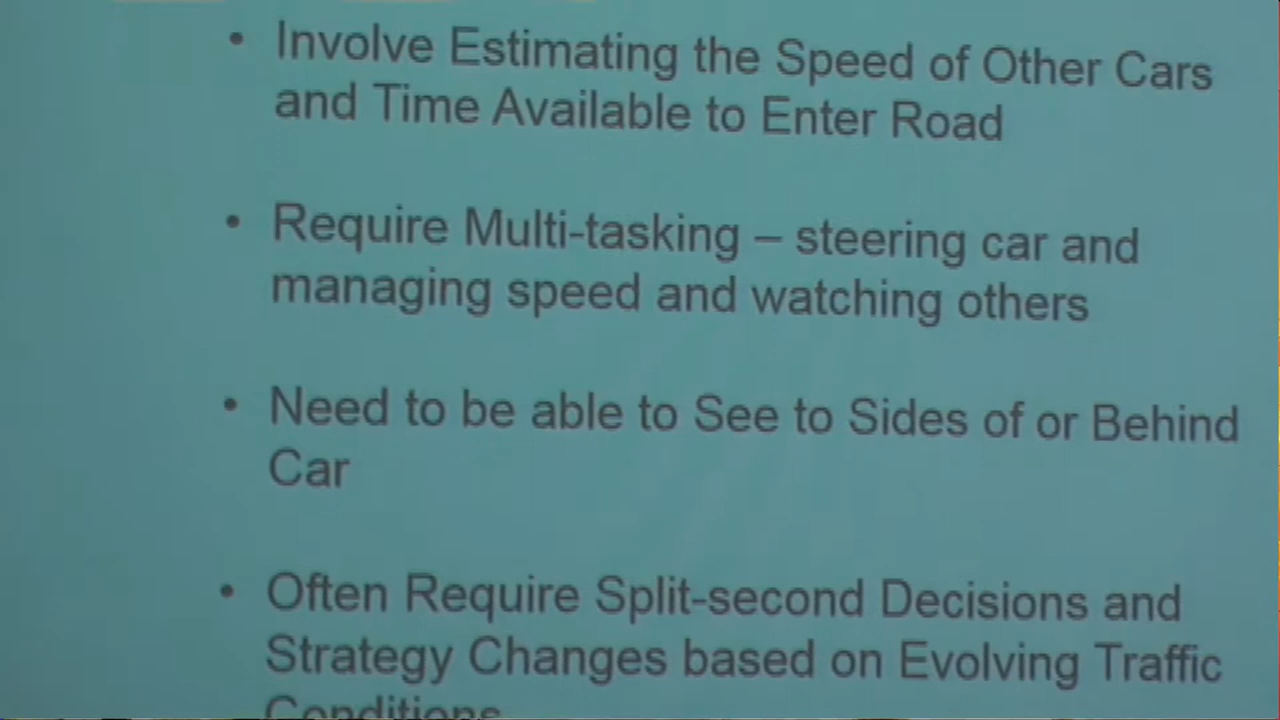 • Involve Estimating the Speed of Other Cars
and Time Available to Enter Road
• Require Multi-tasking – steering car and
managing speed and watching others
• Need to be able to See to Sides of or Behind
Car
• Often Require Split-second Decisions and
Strategy Changes based on Evolving Traffic
Conditions